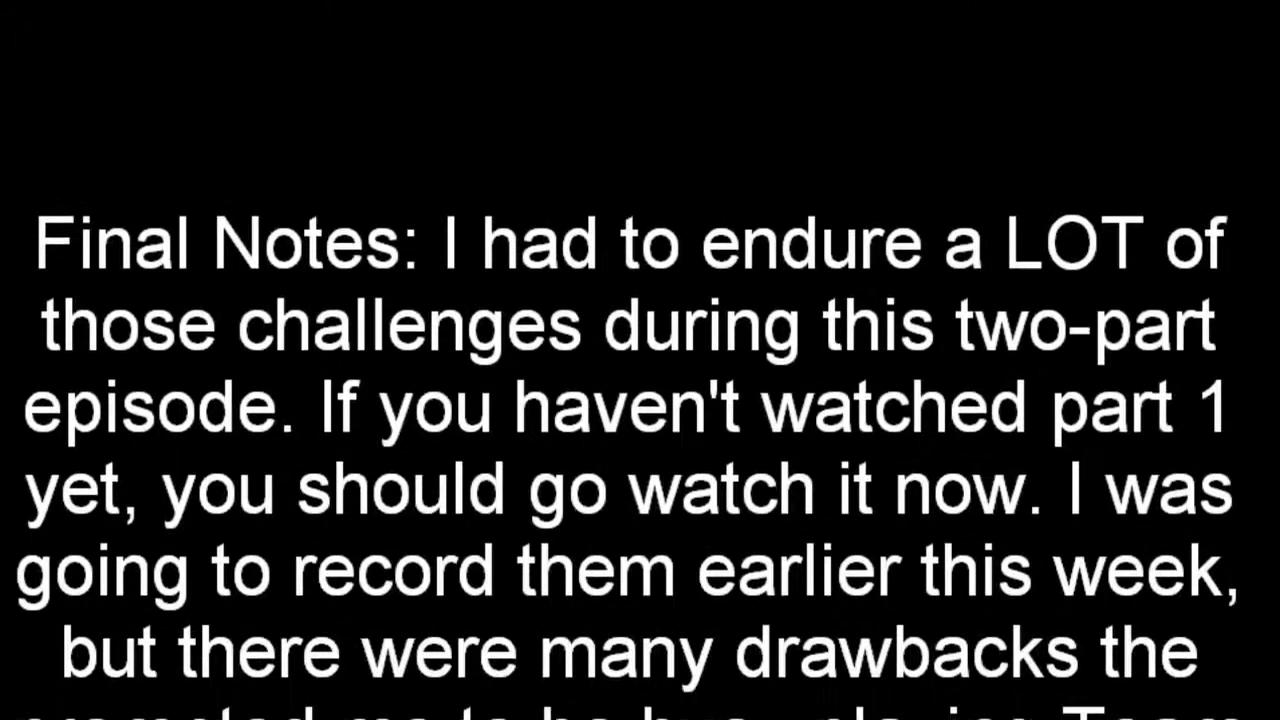 Final Notes: I had to endure a LOT of
those challenges during this two-part
episode. If you haven't watched part 1
yet, you should go watch it now. I was
going to record them earlier this week,
but there were many drawbacks the